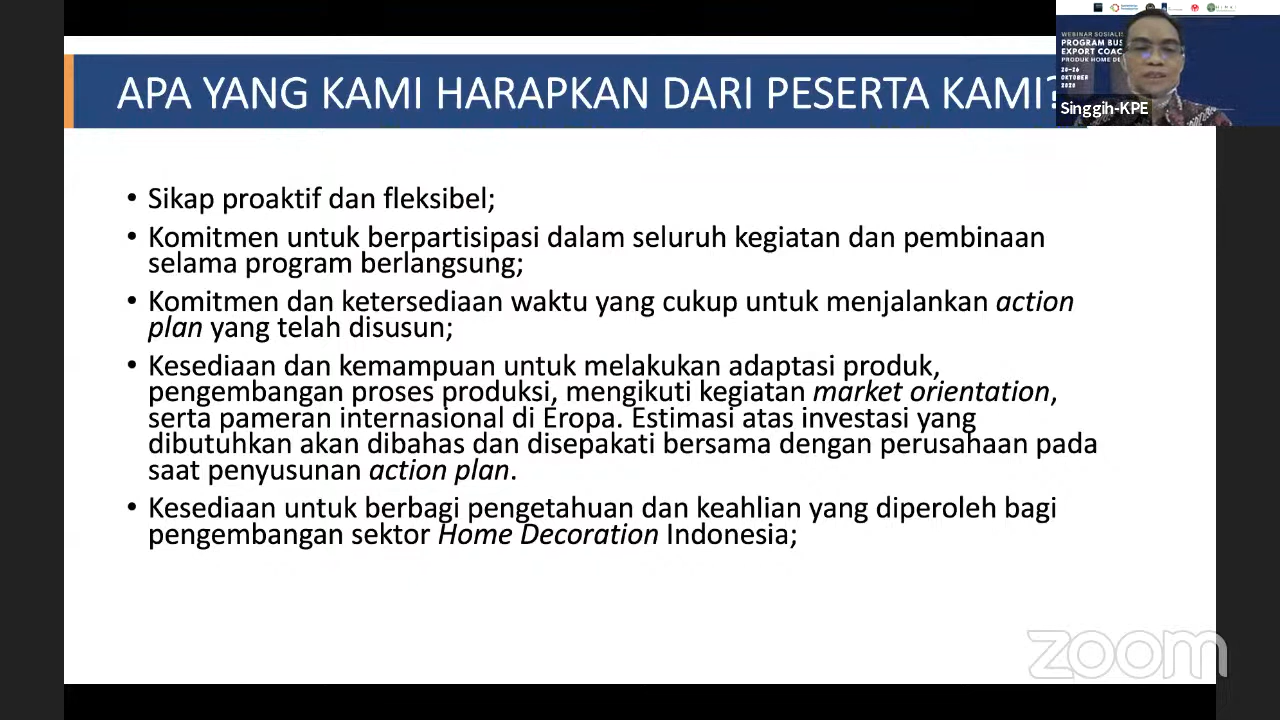 APA YANG KAMI HARAPKAN DARI PESERTA KAMI?
WEBINAR SOSIALIS
PROGRAM BUS
EXPORT COAC
PRODUK HOME DE
20-26
OKTOBER
2020
Singgih-KPE
• Sikap proaktif dan fleksibel;
• Komitmen untuk berpartisipasi dalam seluruh kegiatan dan pembinaan
selama program berlangsung;
• Komitmen dan ketersediaan waktu yang cukup untuk menjalankan action
plan yang telah disusun;
• Kesediaan dan kemampuan untuk melakukan adaptasi produk,
pengembangan proses produksi, mengikuti kegiatan market orientation,
serta pameran internasional di Eropa. Estimasi atas investasi yang
dibutuhkan akan dibahas dan disepakati bersama dengan perusahaan pada
saat penyusunan action plan.
• Kesediaan untuk berbagi pengetahuan dan keahlian yang diperoleh bagi
pengembangan sektor Home Decoration Indonesia;
zoom